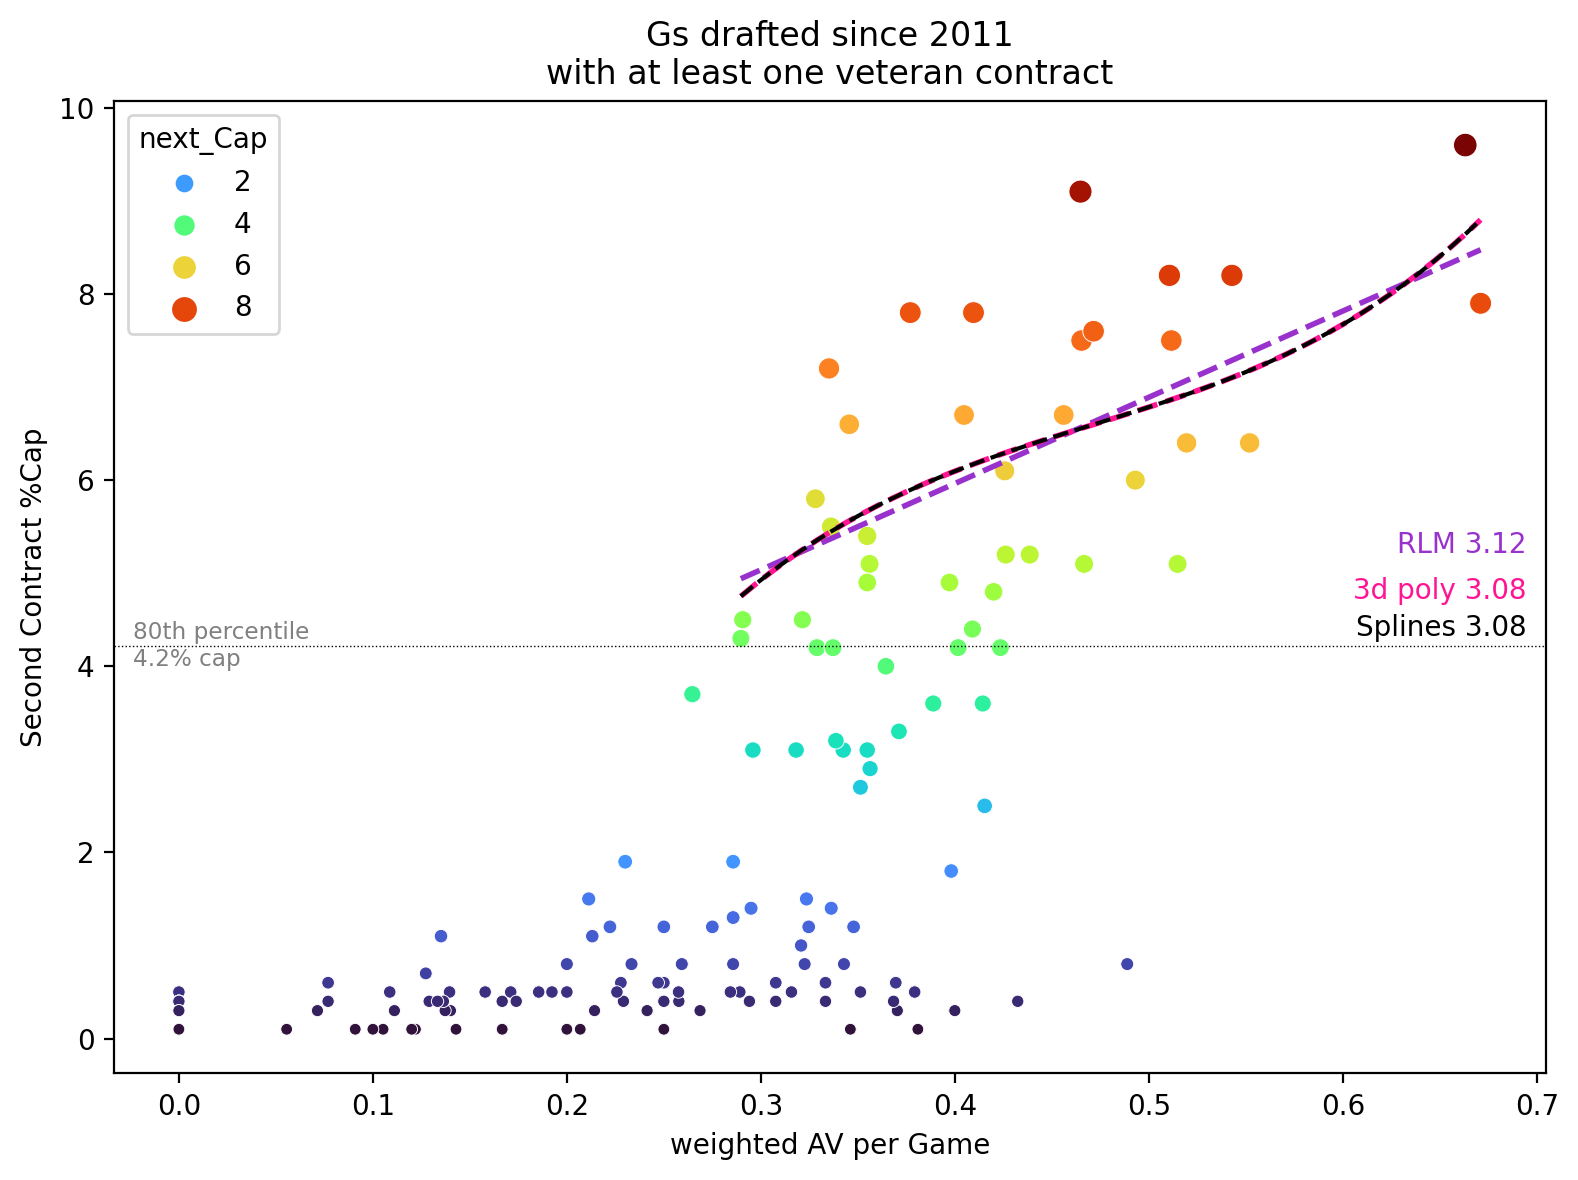 Gs drafted since 2011
with at least one veteran contract
10
8
6
4
2
0
Second Contract %Cap
next_Cap
2
4
6
8
RLM 3.12
3d poly 3.08
Splines 3.08
80th percentile
4.2% cap
0.0 0.1 0.2 0.3 0.4 0.5 0.6 0.7
weighted AV per Game